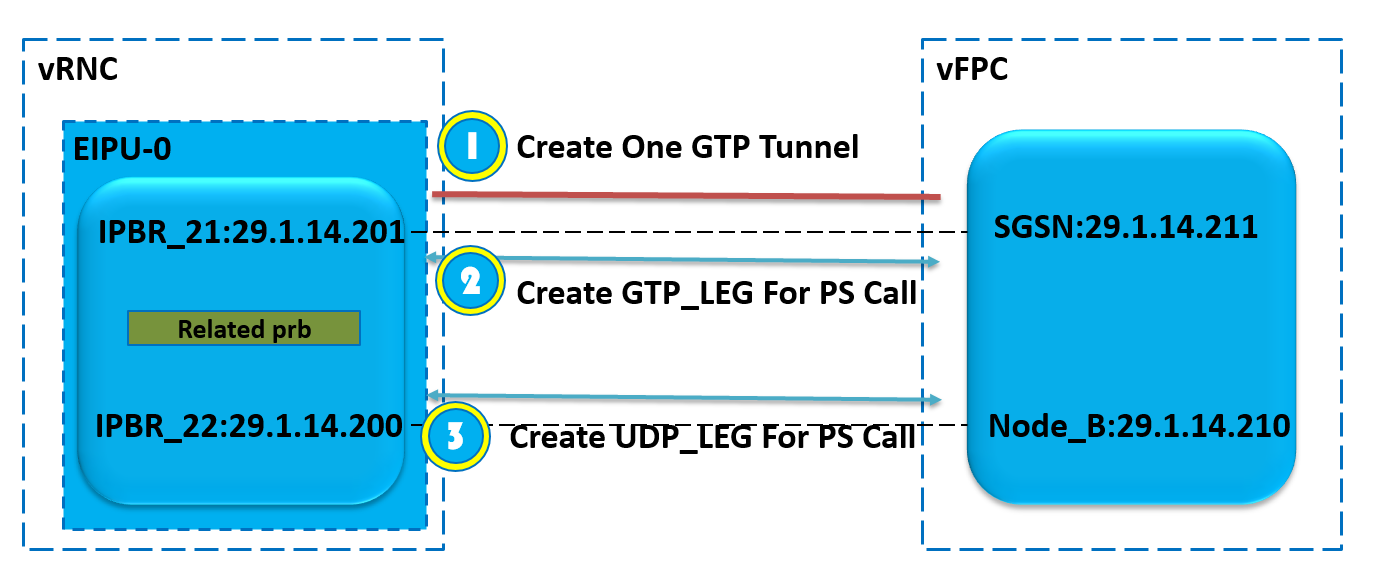 vRNC
vFPC
EIPU-0
1
Create One GTP Tunnel
IPBR_21:29.1.14.201
SGSN:29.1.14.211
2
Create GTP_LEG For PS Call
Related prb
IPBR_22:29.1.14.200
3
Create UDP_LEG For PS Call
Node_B:29.1.14.210